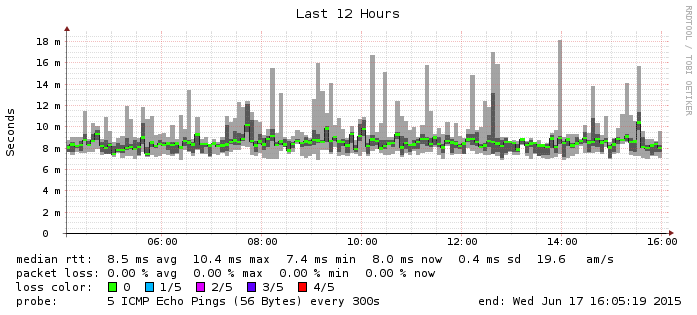 Last 12 Hours
RRDTOOL / TOBI OETIKER
Seconds
18 m
16 m
14 m
12 m
10 m
8 m
6 m
4 m
2 m
0
06:00 08:00 10:00 12:00 14:00 16:00
median rtt: 8.5 ms avg 10.4 ms max 7.4 ms min 8.0 ms now 0.4 ms sd 19.6 am/s
packet loss: 0.00 % avg 0.00 % max 0.00 % min 0.00 % now
loss color: 0 1/5 2/5 3/5 4/5
probe: 5 ICMP Echo Pings (56 Bytes) every 300s end: Wed Jun 17 16:05:19 2015